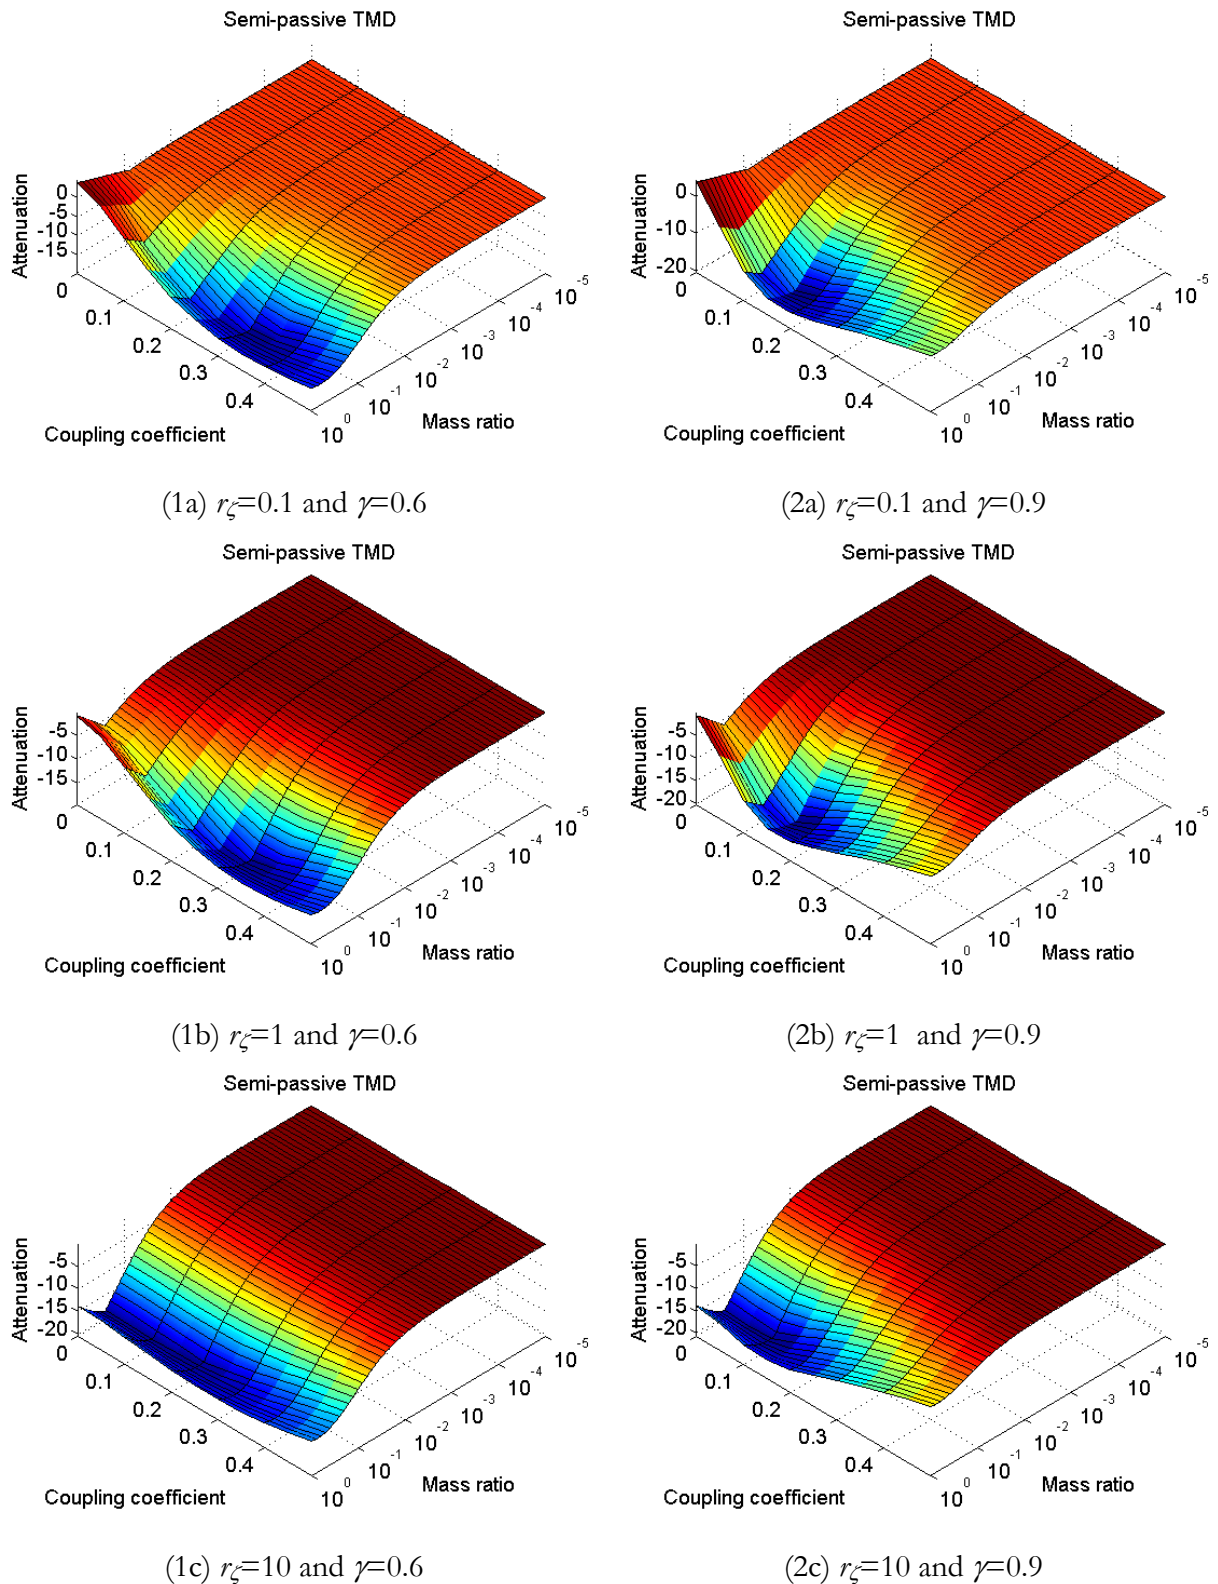 Semi-passive TMD
Semi-passive TMD
Attenuation
0
-5
-10
-15
0
0.1
0.2
0.3
0.4
Coupling coefficient
10^0
10^-1
10^-2
10^-3
10^-4
10^-5
Mass ratio
Attenuation
0
-10
-20
0
0.1
0.2
0.3
0.4
Coupling coefficient
10^0
10^-1
10^-2
10^-3
10^-4
10^-5
Mass ratio
(1a) rζ=0.1 and γ=0.6
(2a) rζ=0.1 and γ=0.9
Semi-passive TMD
Semi-passive TMD
Attenuation
-5
-10
-15
0
0.1
0.2
0.3
0.4
Coupling coefficient
10^0
10^-1
10^-2
10^-3
10^-4
10^-5
Mass ratio
Attenuation
-5
-10
-15
-20
0
0.1
0.2
0.3
0.4
Coupling coefficient
10^0
10^-1
10^-2
10^-3
10^-4
10^-5
Mass ratio
(1b) rζ=1 and γ=0.6
(2b) rζ=1 and γ=0.9
Semi-passive TMD
Semi-passive TMD
Attenuation
-5
-10
-15
-20
0
0.1
0.2
0.3
0.4
Coupling coefficient
10^0
10^-1
10^-2
10^-3
10^-4
10^-5
Mass ratio
Attenuation
-5
-10
-15
-20
0
0.1
0.2
0.3
0.4
Coupling coefficient
10^0
10^-1
10^-2
10^-3
10^-4
10^-5
Mass ratio
(1c) rζ=10 and γ=0.6
(2c) rζ=10 and γ=0.9